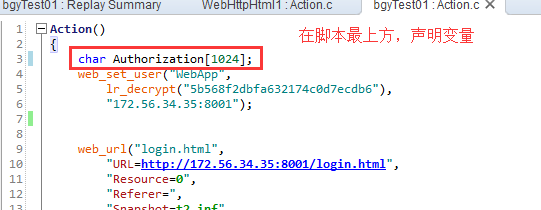 bgyTest01 : Replay Summary
WebHttpHtml1 : Action.c
bgyTest01 : Action.c
1 Action()
在脚本最上方，声明变量
2 {
3 char Authorization[1024];
4 web_set_user("WebApp",
5 lr_decrypt("5b568f2dbfa632174c0d7ecdb6"),
6 "172.56.34.35:8001");
7
8
9 web_url("login.html",
10 "URL=http://172.56.34.35:8001/login.html",
11 "Resource=0",
12 "Referer=",
13 "Snapshot=t2.inf",